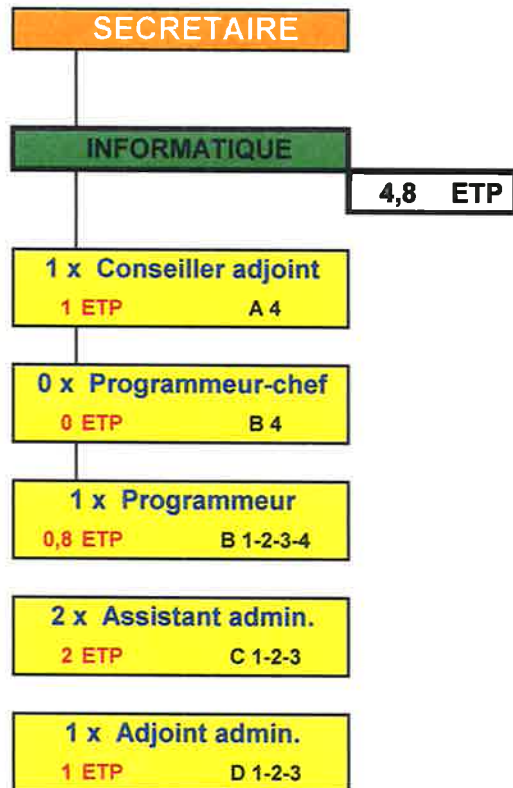 SECRETAIRE
INFORMATIQUE
4,8 ETP
1 x Conseiller adjoint
1 ETP A 4
0 x Programmeur-chef
0 ETP B 4
1 x Programmeur
0,8 ETP B 1-2-3-4
2 x Assistant admin.
2 ETP C 1-2-3
1 x Adjoint admin.
1 ETP D 1-2-3